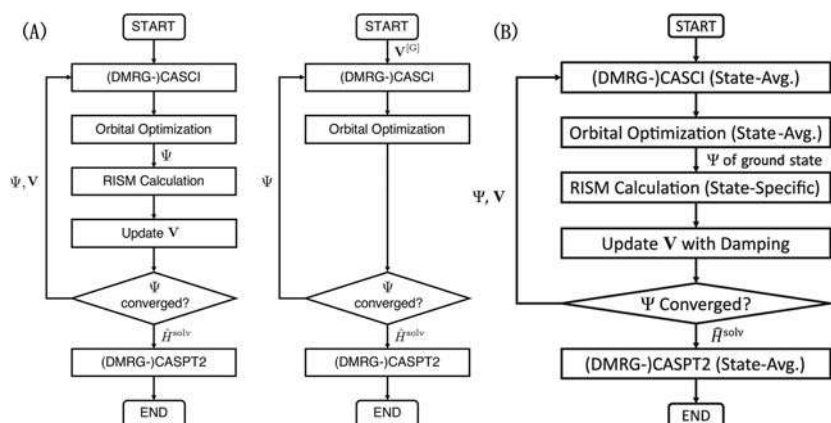 (A)
START
(DMRG-)CASCI
Orbital Optimization
Ψ
RISM Calculation
Ψ, V
Update V
Ψ
converged?
Ĥsolv
(DMRG-)CASPT2
END
START
V{G}
(DMRG-)CASCI
Orbital Optimization
Ψ
Ψ
converged?
Ĥsolv
(DMRG-)CASPT2
END
(B)
START
(DMRG-)CASCI (State-Avg.)
Orbital Optimization (State-Avg.)
Ψ of ground state
RISM Calculation (State-Specific)
Ψ, V
Update V with Damping
Ψ Converged?
Ĥsolv
(DMRG-)CASPT2 (State-Avg.)
END